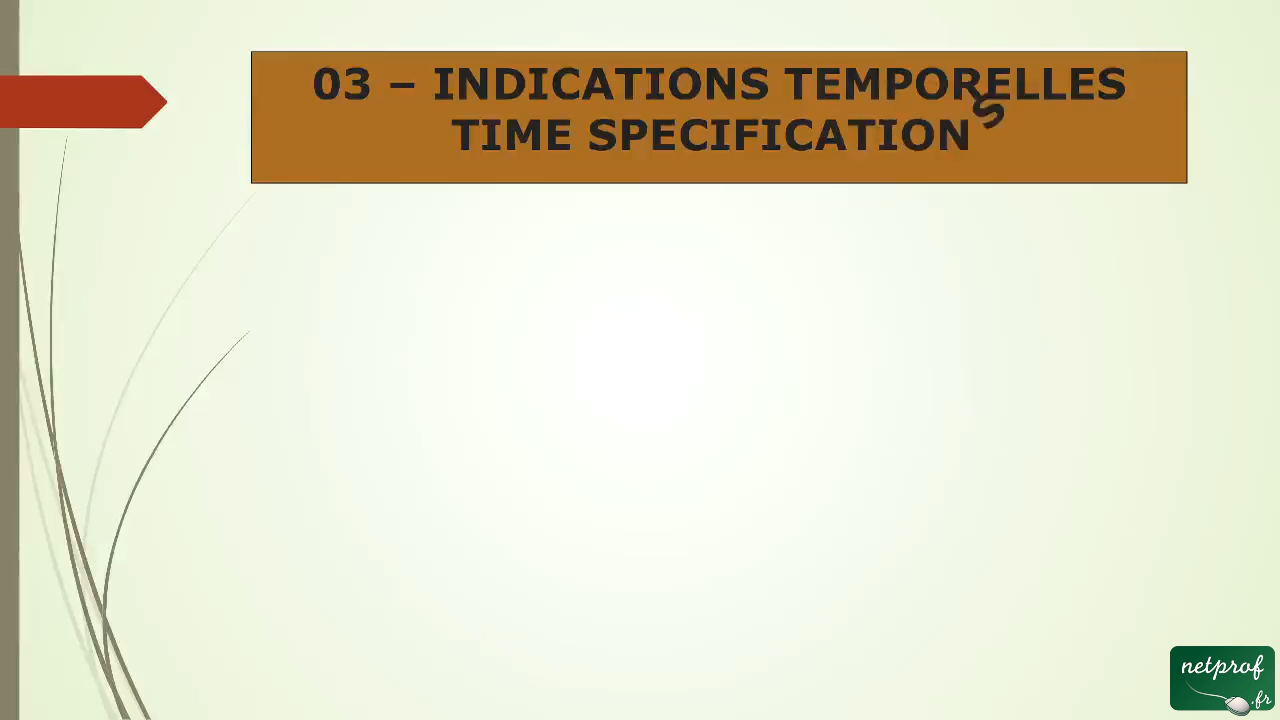 03 – INDICATIONS TEMPORELLES
TIME SPECIFICATIONS
netprof
.fr